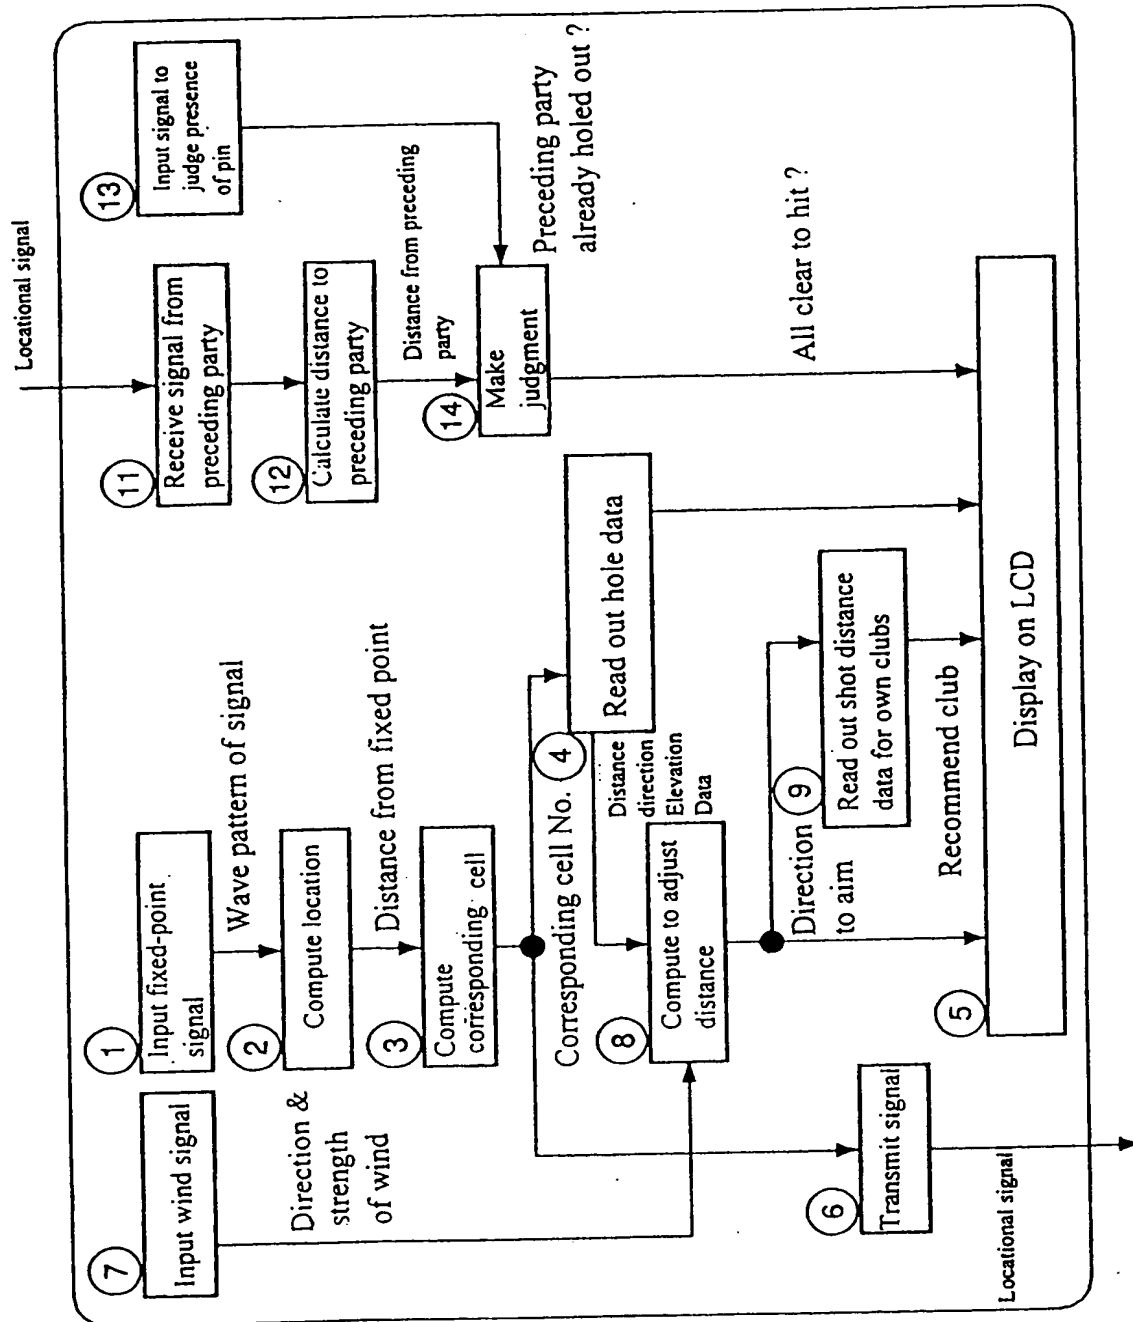 7
Input wind signal
Direction &
strength
of wind
1
Input fixed-point
signal
Wave pattern of signal
2
Compute location
Distance from fixed point
3
Compute
corresponding cell
Corresponding cell No.
4
Read out hole data
Distance
direction
Elevation
Data
8
Compute to adjust
distance
Direction
to aim
9
Read out shot distance
data for own clubs
Recommend club
6
Transmit signal
Locational signal
Locational signal
11
Receive signal from
preceding party
12
Calculate distance to
preceding party
Distance from preceding
party
13
Input signal to
judge presence
of pin
14
Make
judgment
Preceding party
already holed out ?
All clear to hit ?
5
Display on LCD